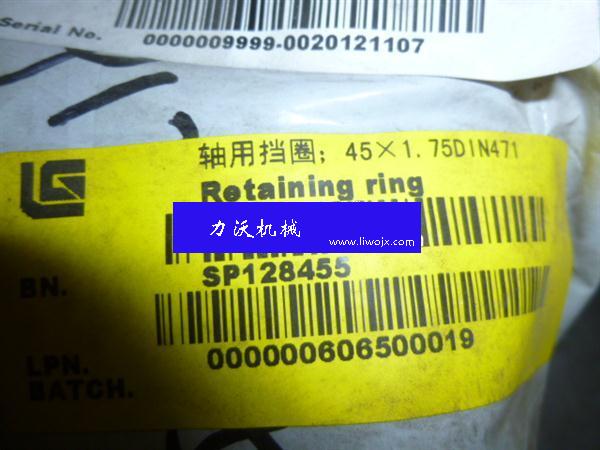 Serial No.
0000009999-0020121107
轴用挡圈；45×1.75DIN471
Retaining ring
力沃机械
www.liwojx.com
BN.
SP128455
LPN.
BATCH.
000000606500019